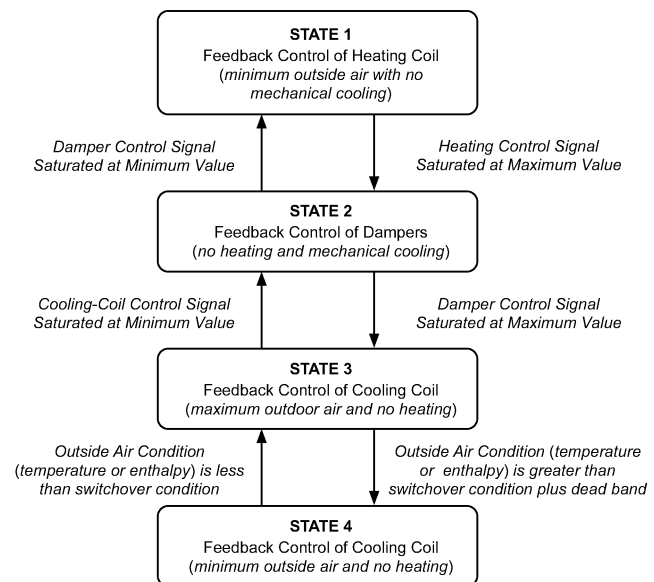 STATE 1
Feedback Control of Heating Coil
(minimum outside air with no
mechanical cooling)
Damper Control Signal
Saturated at Minimum Value
Heating Control Signal
Saturated at Maximum Value
STATE 2
Feedback Control of Dampers
(no heating and mechanical cooling)
Cooling-Coil Control Signal
Saturated at Minimum Value
Damper Control Signal
Saturated at Maximum Value
STATE 3
Feedback Control of Cooling Coil
(maximum outdoor air and no heating)
Outside Air Condition
(temperature or enthalpy) is less
than switchover condition
Outside Air Condition (temperature
or enthalpy) is greater than
switchover condition plus dead band
STATE 4
Feedback Control of Cooling Coil
(minimum outside air and no heating)